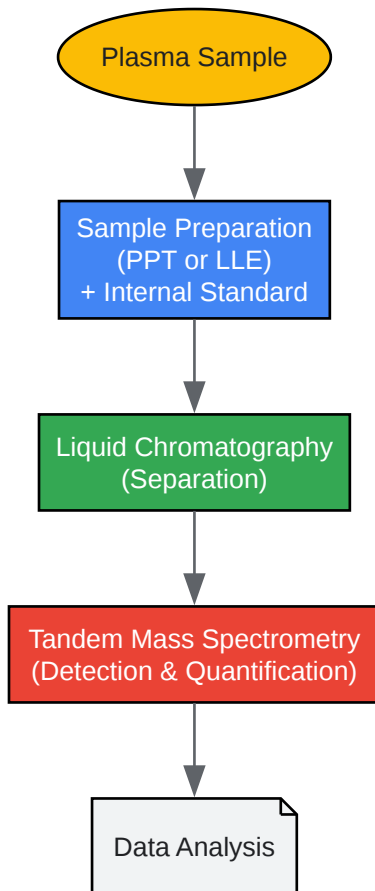 Plasma Sample
Sample Preparation
(PPT or LLE)
+ Internal Standard
Liquid Chromatography
(Separation)
Tandem Mass Spectrometry
(Detection & Quantification)
Data Analysis